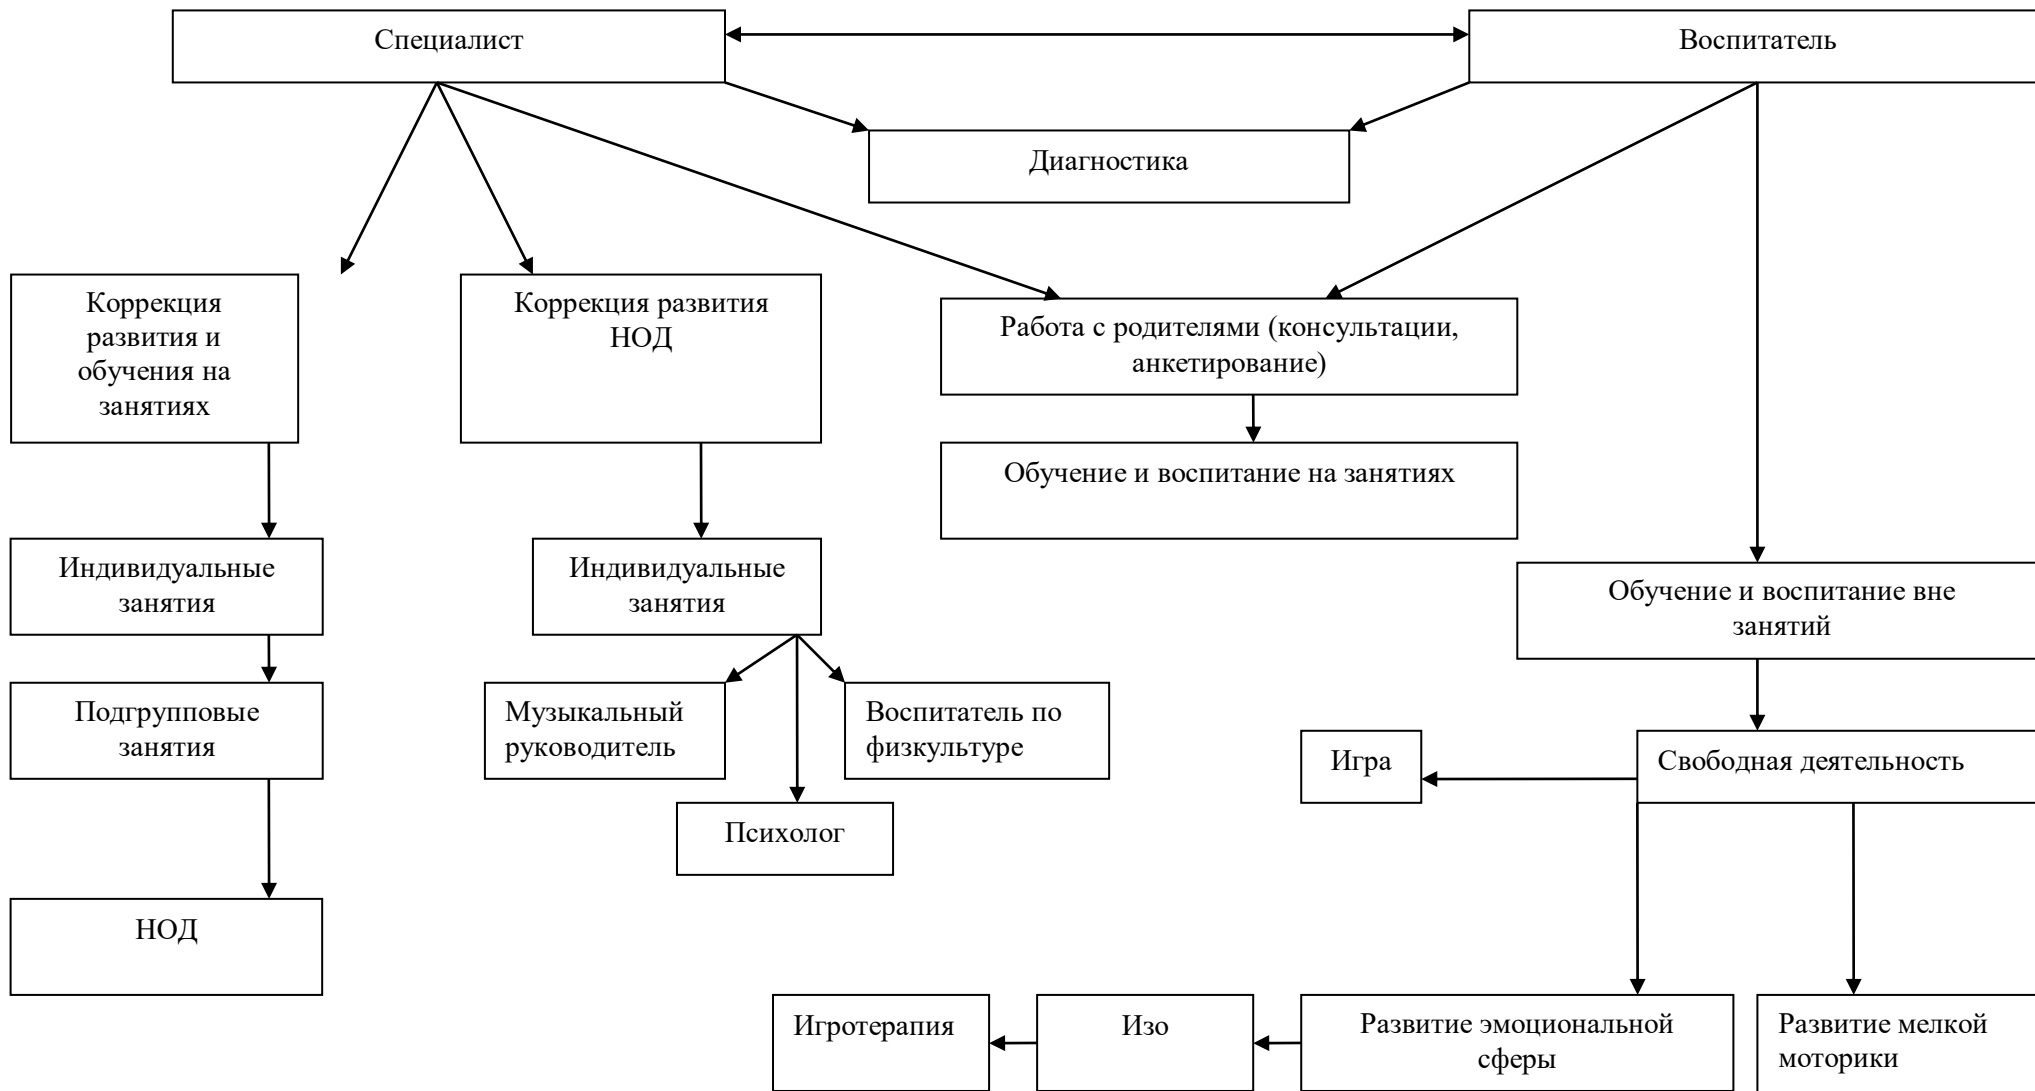 Специалист
Воспитатель
Диагностика
Коррекция
развития и
обучения на
занятиях
Коррекция развития
НОД
Работа с родителями (консультации,
анкетирование)
Обучение и воспитание на занятиях
Индивидуальные
занятия
Индивидуальные
занятия
Обучение и воспитание вне
занятий
Подгрупповые
занятия
Музыкальный
руководитель
Воспитатель по
физкультуре
Игра
Свободная деятельность
Психолог
НОД
Игротерапия
Изо
Развитие эмоциональной
сферы
Развитие мелкой
моторики